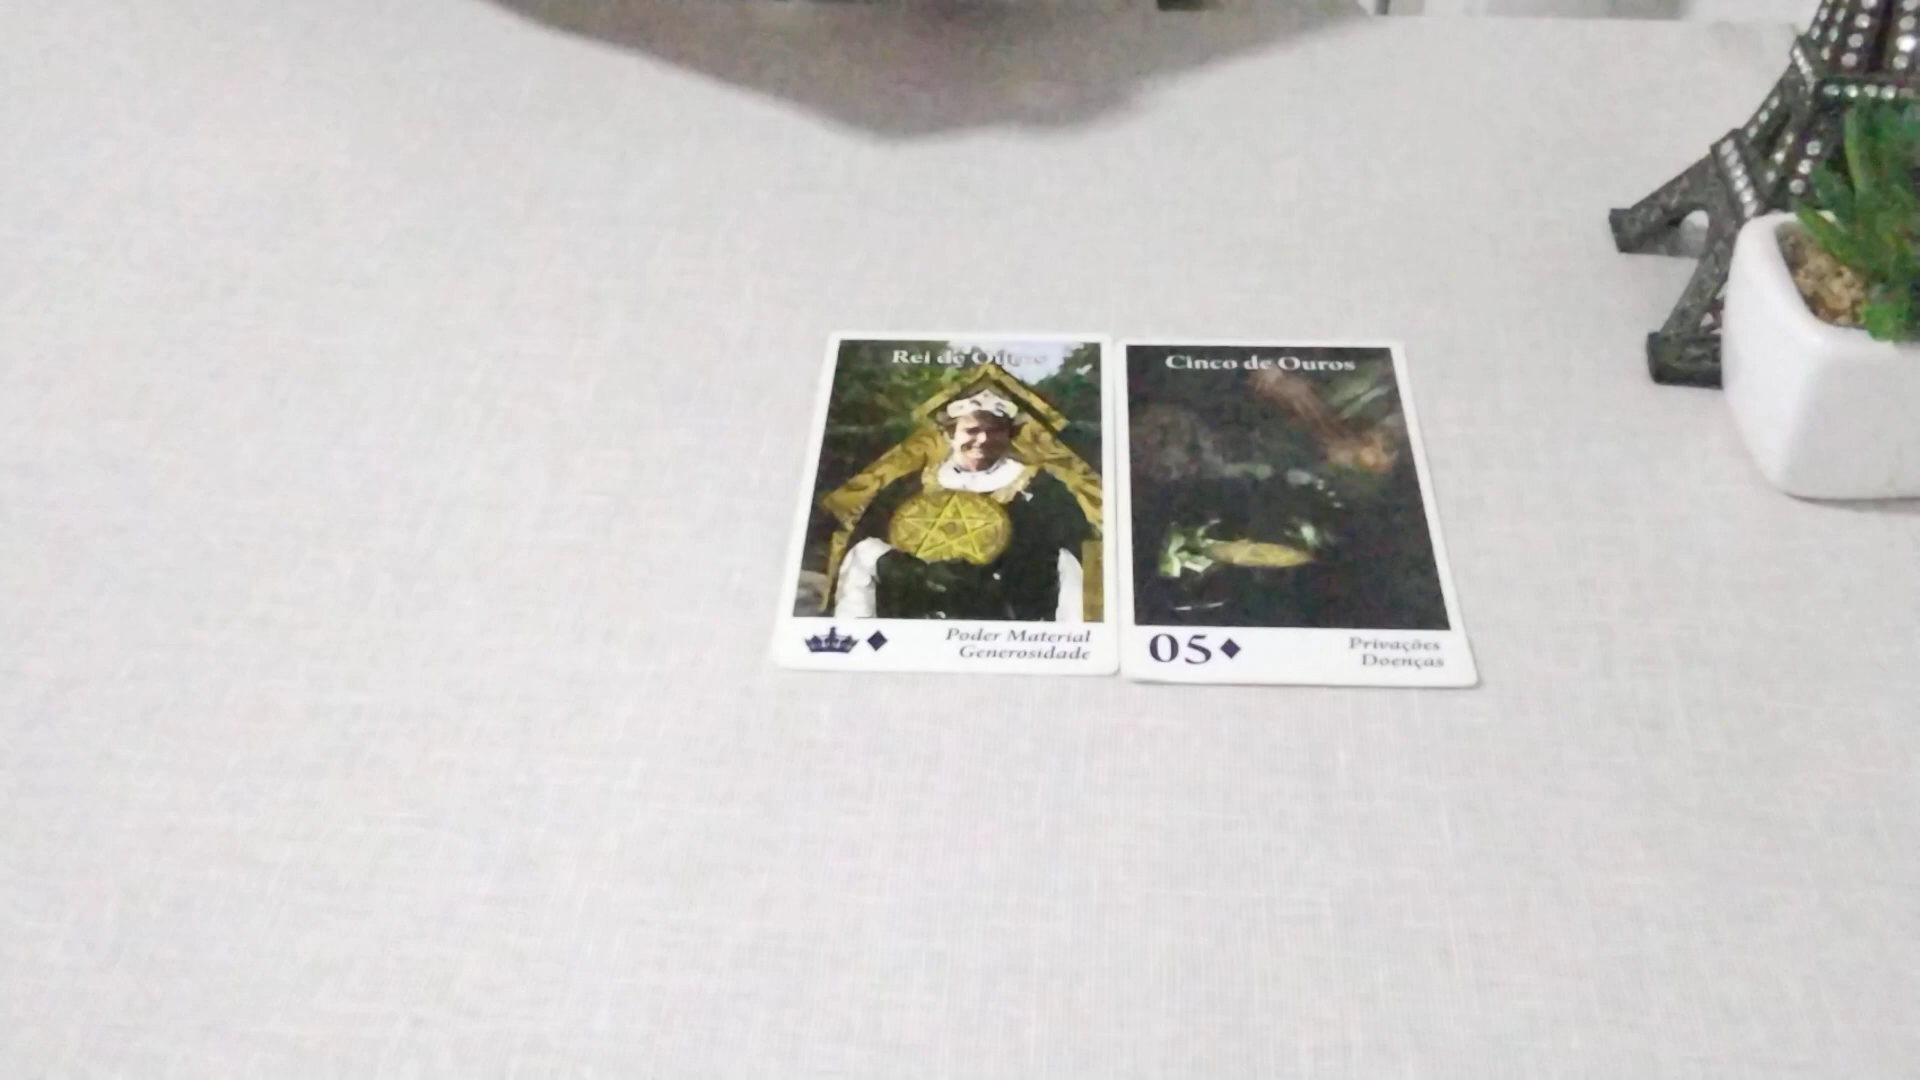 Rei de Ouros
Poder Material
Generosidade
Cinco de Ouros
05
Privações
Doenças